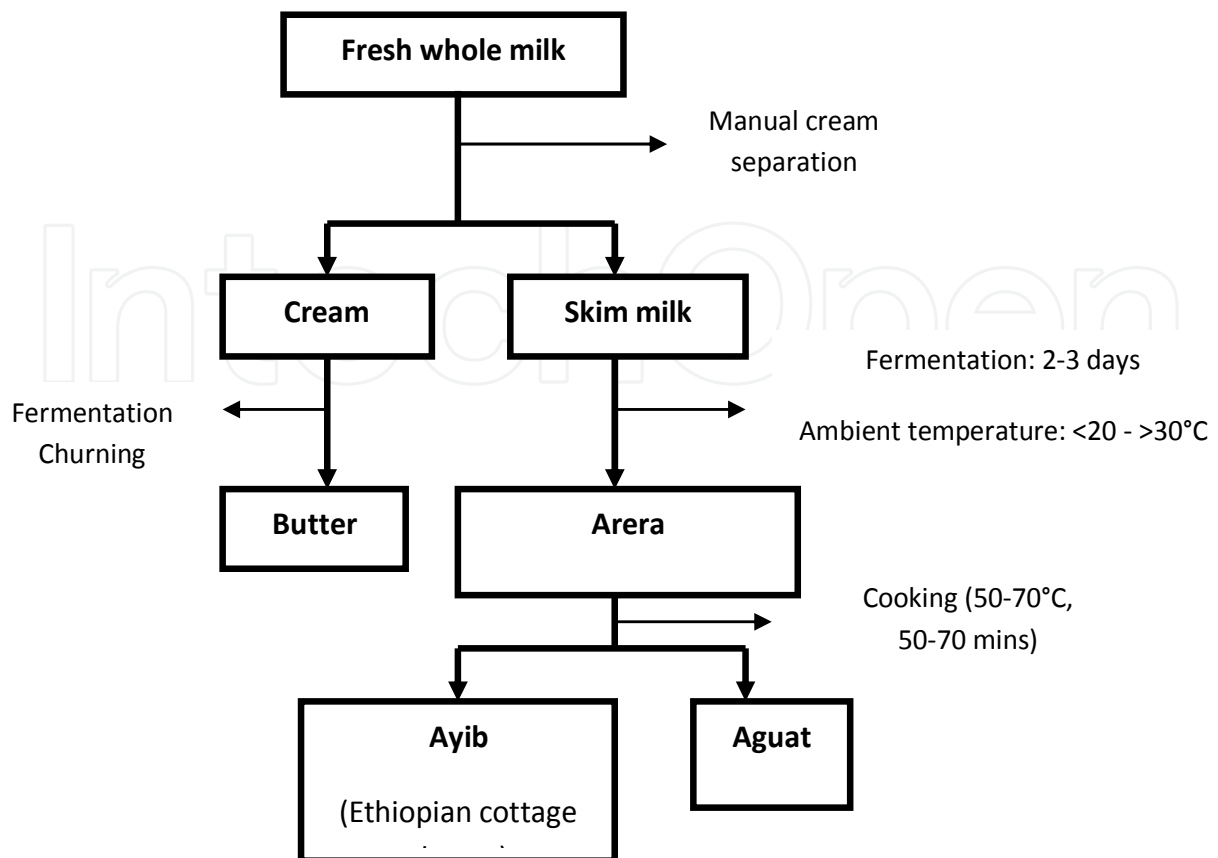 Fresh whole milk
Manual cream
separation
IntechOpen
Cream
Skim milk
Fermentation: 2-3 days
Fermentation
Churning
Ambient temperature: <20 - >30°C
Butter
Arera
Cooking (50-70°C,
50-70 mins)
Ayib
Aguat
(Ethiopian cottage